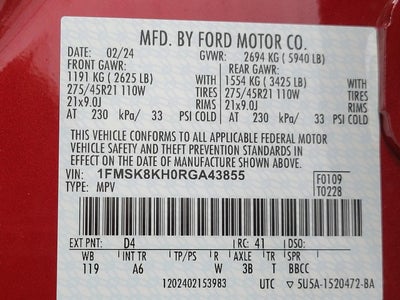 MFD. BY FORD MOTOR CO.
DATE: 02/24 GVWR: 2694 KG ( 5940 LB)
FRONT GAWR: REAR GAWR:
1191 KG ( 2625 LB) WITH 1554 KG ( 3425 LB) WITH
275/45R21 110W TIRES 275/45R21 110W TIRES
21x9.0J RIMS 21x9.0J RIMS
AT 230 kPa/ 33 PSI COLD AT 230 kPa/ 33 PSI COLD
THIS VEHICLE CONFORMS TO ALL APPLICABLE FEDERAL MOTOR
VEHICLE SAFETY AND THEFT PREVENTION STANDARDS IN
EFFECT ON THE DATE OF MANUFACTURE SHOWN ABOVE.
VIN: 1FMSK8KH0RGA43855 F0109
TYPE: MPV T0228
EXT PNT: D4 RC: 41 DSO:
WB INT TR TP/PS R AXLE TR SPR
119 A6 W 3B T BBCC
1202402153983 UTC 5U5A-1520472-BA